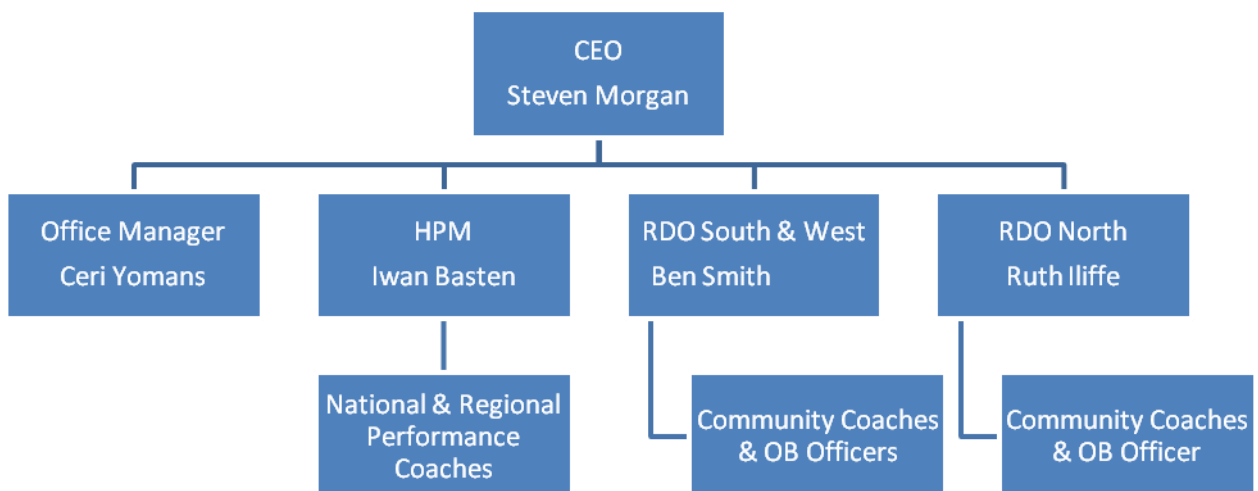 CEO
Steven Morgan
Office Manager
Ceri Yomans
HPM
Iwan Basten
RDO South & West
Ben Smith
RDO North
Ruth Iliffe
National & Regional
Performance
Coaches
Community Coaches
& OB Officers
Community Coaches
& OB Officer